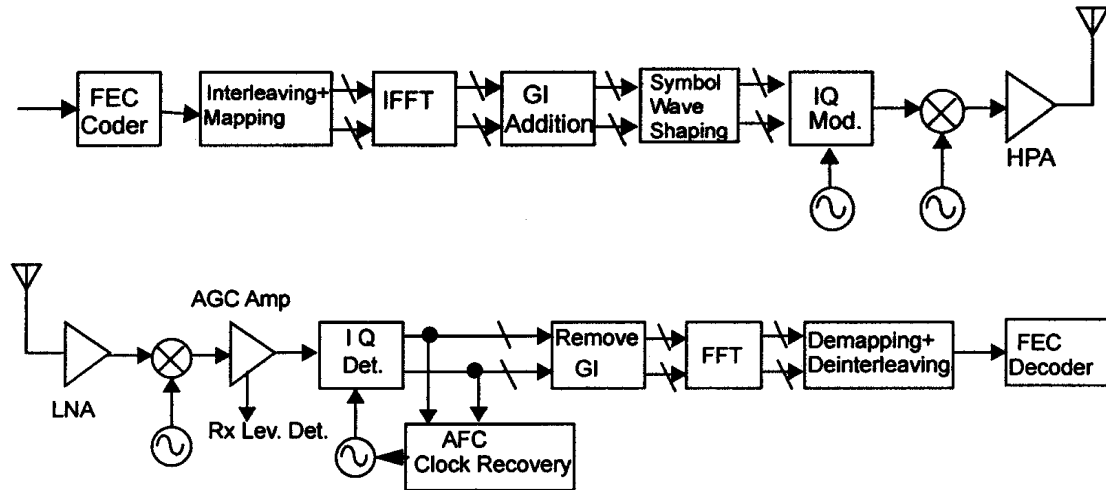 FEC
Coder
Interleaving+
Mapping
IFFT
GI
Addition
Symbol
Wave
Shaping
IQ
Mod.
HPA
LNA
AGC Amp
Rx Lev. Det.
I Q
Det.
AFC
Clock Recovery
Remove
GI
FFT
Demapping+
Deinterleaving
FEC
Decoder